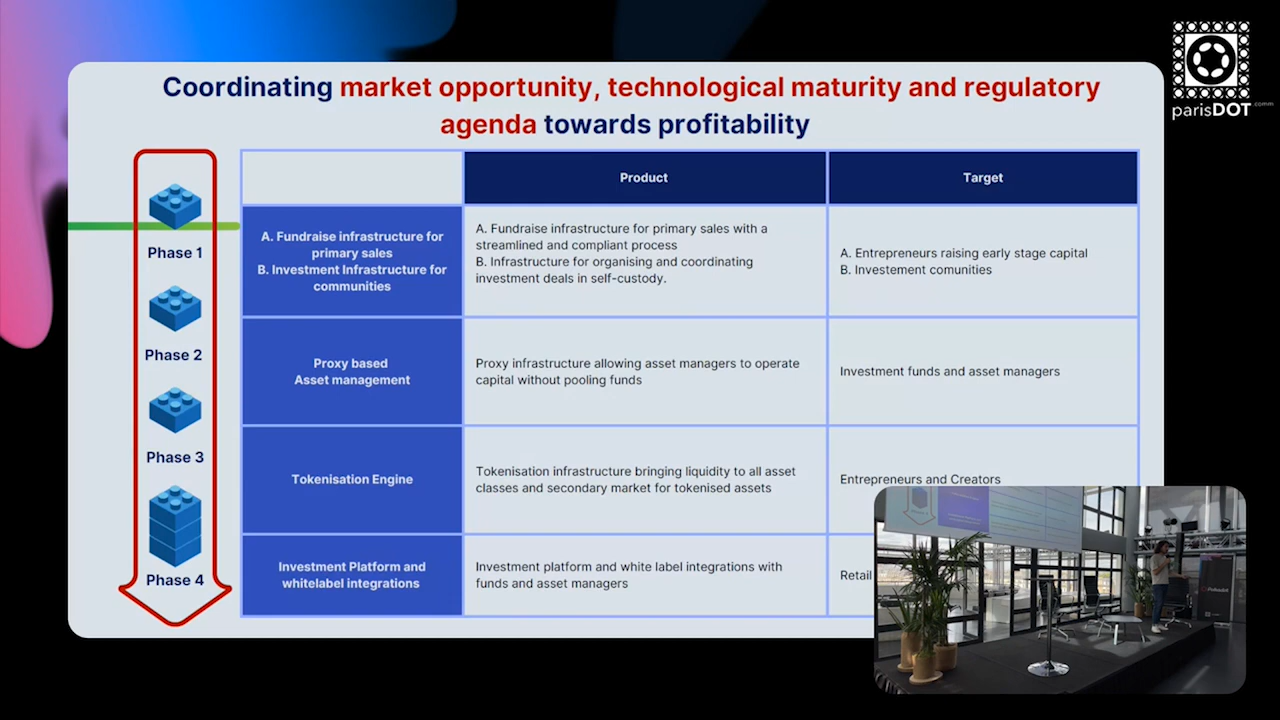 Coordinating market opportunity, technological maturity and regulatory
agenda towards profitability
parisDOT.comm
Product
Target
Phase 1
A. Fundraise infrastructure for
primary sales
B. Investment Infrastructure for
communities
A. Fundraise infrastructure for primary sales with a
streamlined and compliant process
B. Infrastructure for organising and coordinating
investment deals in self-custody.
A. Entrepreneurs raising early stage capital
B. Investement comunities
Phase 2
Proxy based
Asset management
Proxy infrastructure allowing asset managers to operate
capital without pooling funds
Investment funds and asset managers
Phase 3
Tokenisation Engine
Tokenisation infrastructure bringing liquidity to all asset
classes and secondary market for tokenised assets
Entrepreneurs and Creators
Phase 4
Investment Platform and
whitelabel integrations
Investment platform and white label integrations with
funds and asset managers
Retail
Polkadot